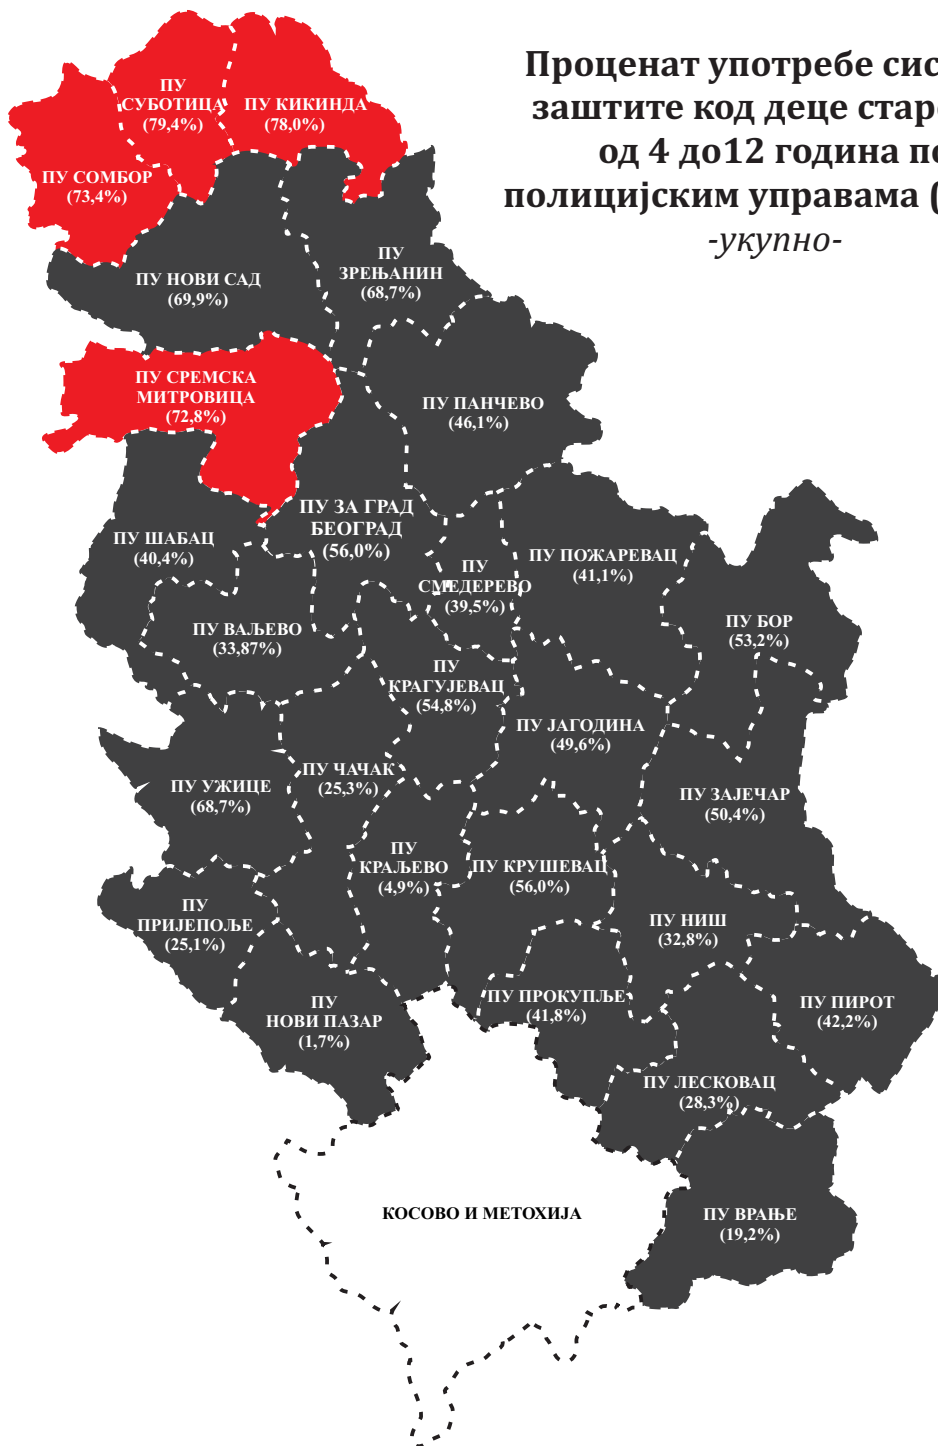 Проценат употребе
заштите код деце
од 4 до12 година
полицијским управама
-укупно-
ПУ
СУБОТИЦА
(79,4%)
ПУ КИКИНДА
(78,0%)
ПУ СОМБОР
(73,4%)
ПУ НОВИ САД
(69,9%)
ПУ
ЗРЕЊАНИН
(68,7%)
ПУ СРЕМСКА
МИТРОВИЦА
(72,8%)
ПУ ПАНЧЕВО
(46,1%)
ПУ ЗА ГРАД
БЕОГРАД
(56,0%)
ПУ ШАБАЦ
(40,4%)
ПУ
СМЕДЕРЕВО
(39,5%)
ПУ ПОЖАРЕВАЦ
(41,1%)
ПУ БОР
(53,2%)
ПУ ВАЉЕВО
(33,87%)
ПУ
КРАГУЈЕВАЦ
(54,8%)
ПУ ЈАГОДИНА
(49,6%)
ПУ УЖИЦЕ
(68,7%)
ПУ ЧАЧАК
(25,3%)
ПУ ЗАЈЕЧАР
(50,4%)
ПУ
КРАЉЕВО
(4,9%)
ПУ КРУШЕВАЦ
(56,0%)
ПУ
ПРИЈЕПОЉЕ
(25,1%)
ПУ НИШ
(32,8%)
ПУ
НОВИ ПАЗАР
(1,7%)
ПУ ПРОКУПЉЕ
(41,8%)
ПУ ПИРОТ
(42,2%)
ПУ ЛЕСКОВАЦ
(28,3%)
КОСОВО И МЕТОХИЈА
ПУ ВРАЊЕ
(19,2%)